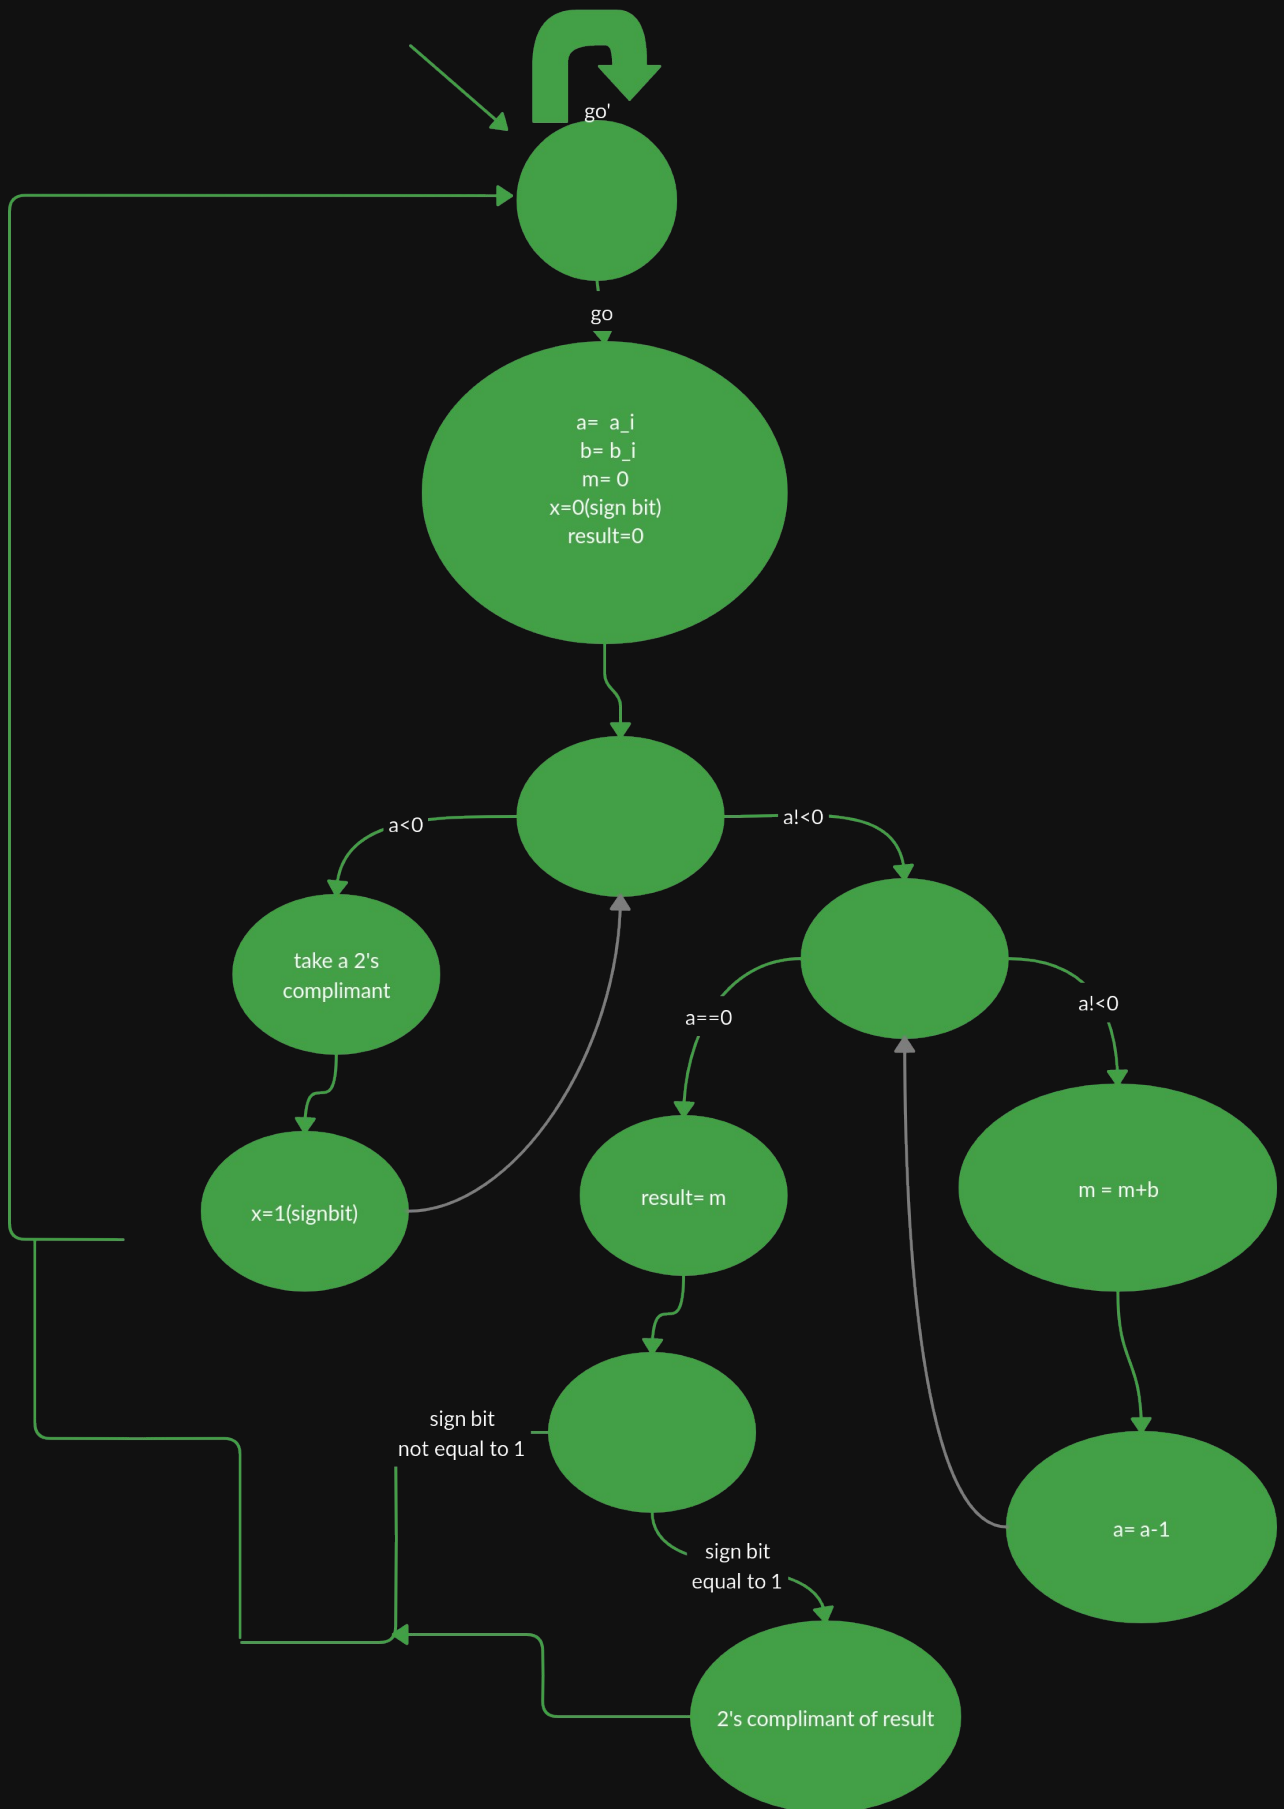 go'
go
a= a_i
b= b_i
m= 0
x=0(sign bit)
result=0
a<0
a!<0
take a 2's
complimant
a==0
a!<0
x=1(signbit)
result= m
m = m+b
sign bit
not equal to 1
sign bit
equal to 1
a= a-1
2's complimant of result